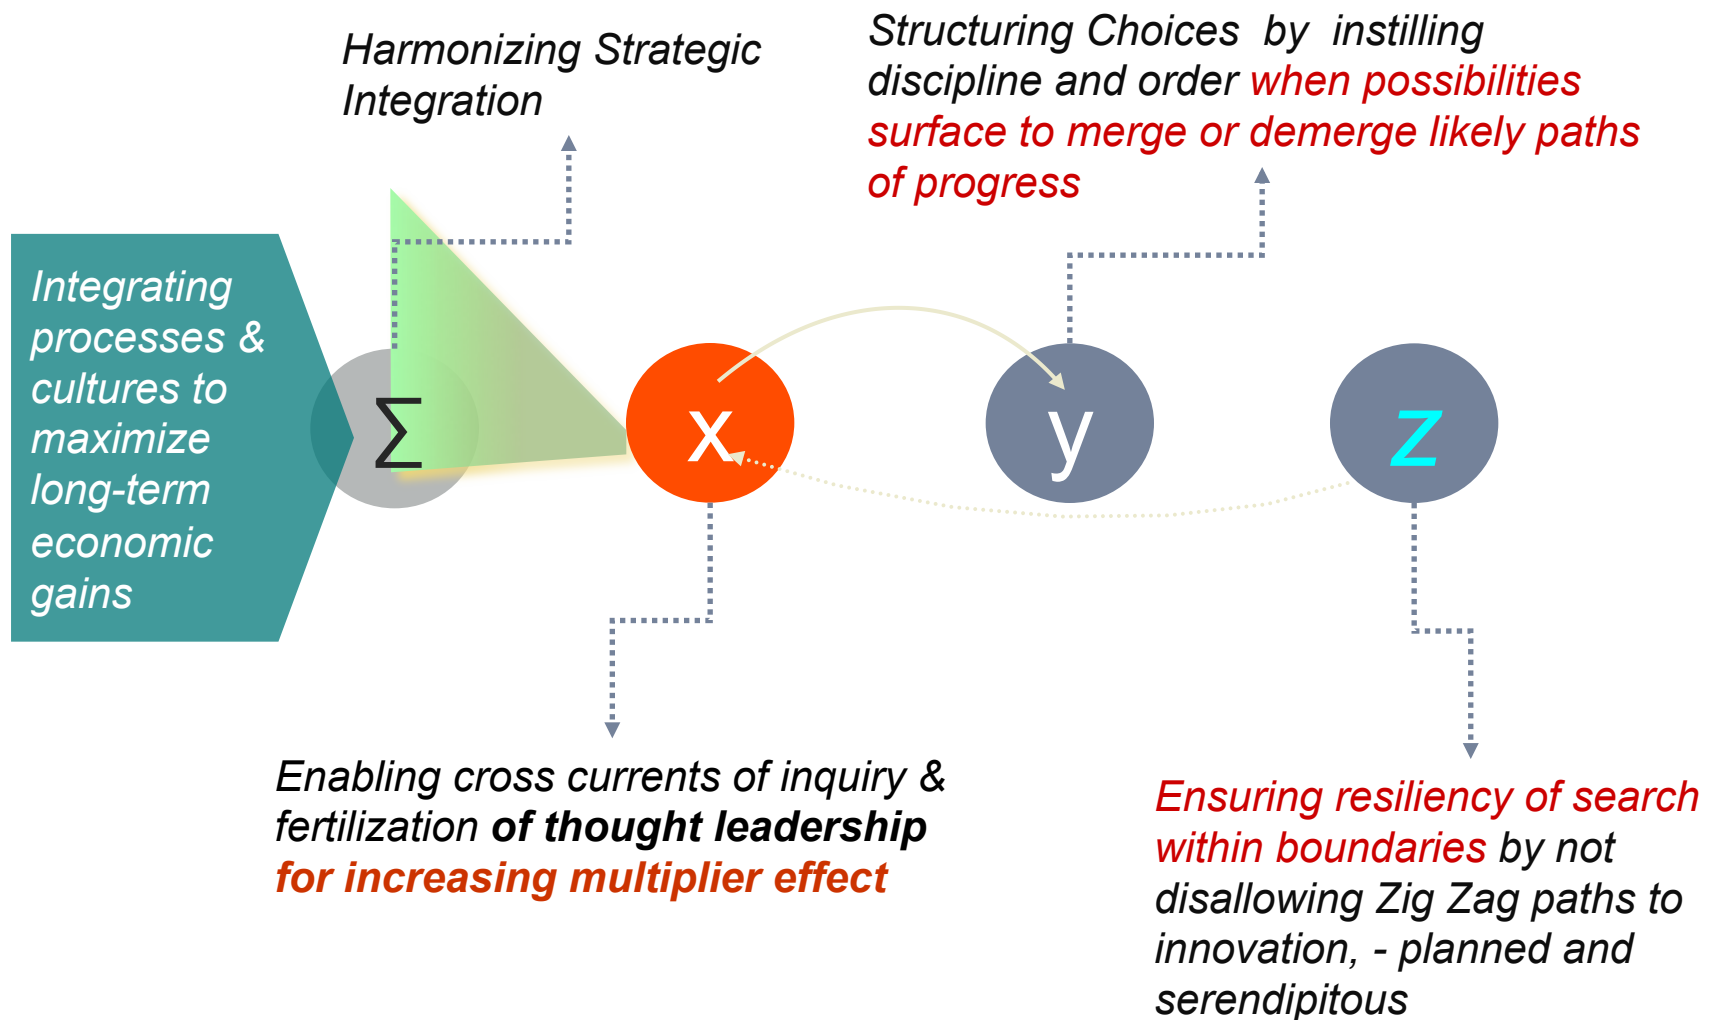 Harmonizing Strategic
Integration
Structuring Choices by instilling
discipline and order when possibilities
surface to merge or demerge likely paths
of progress
Integrating
processes &
cultures to
maximize
long-term
economic
gains
Σ
x
y
z
Enabling cross currents of inquiry &
fertilization of thought leadership
for increasing multiplier effect
Ensuring resiliency of search
within boundaries by not
disallowing Zig Zag paths to
innovation, - planned and
serendipitous